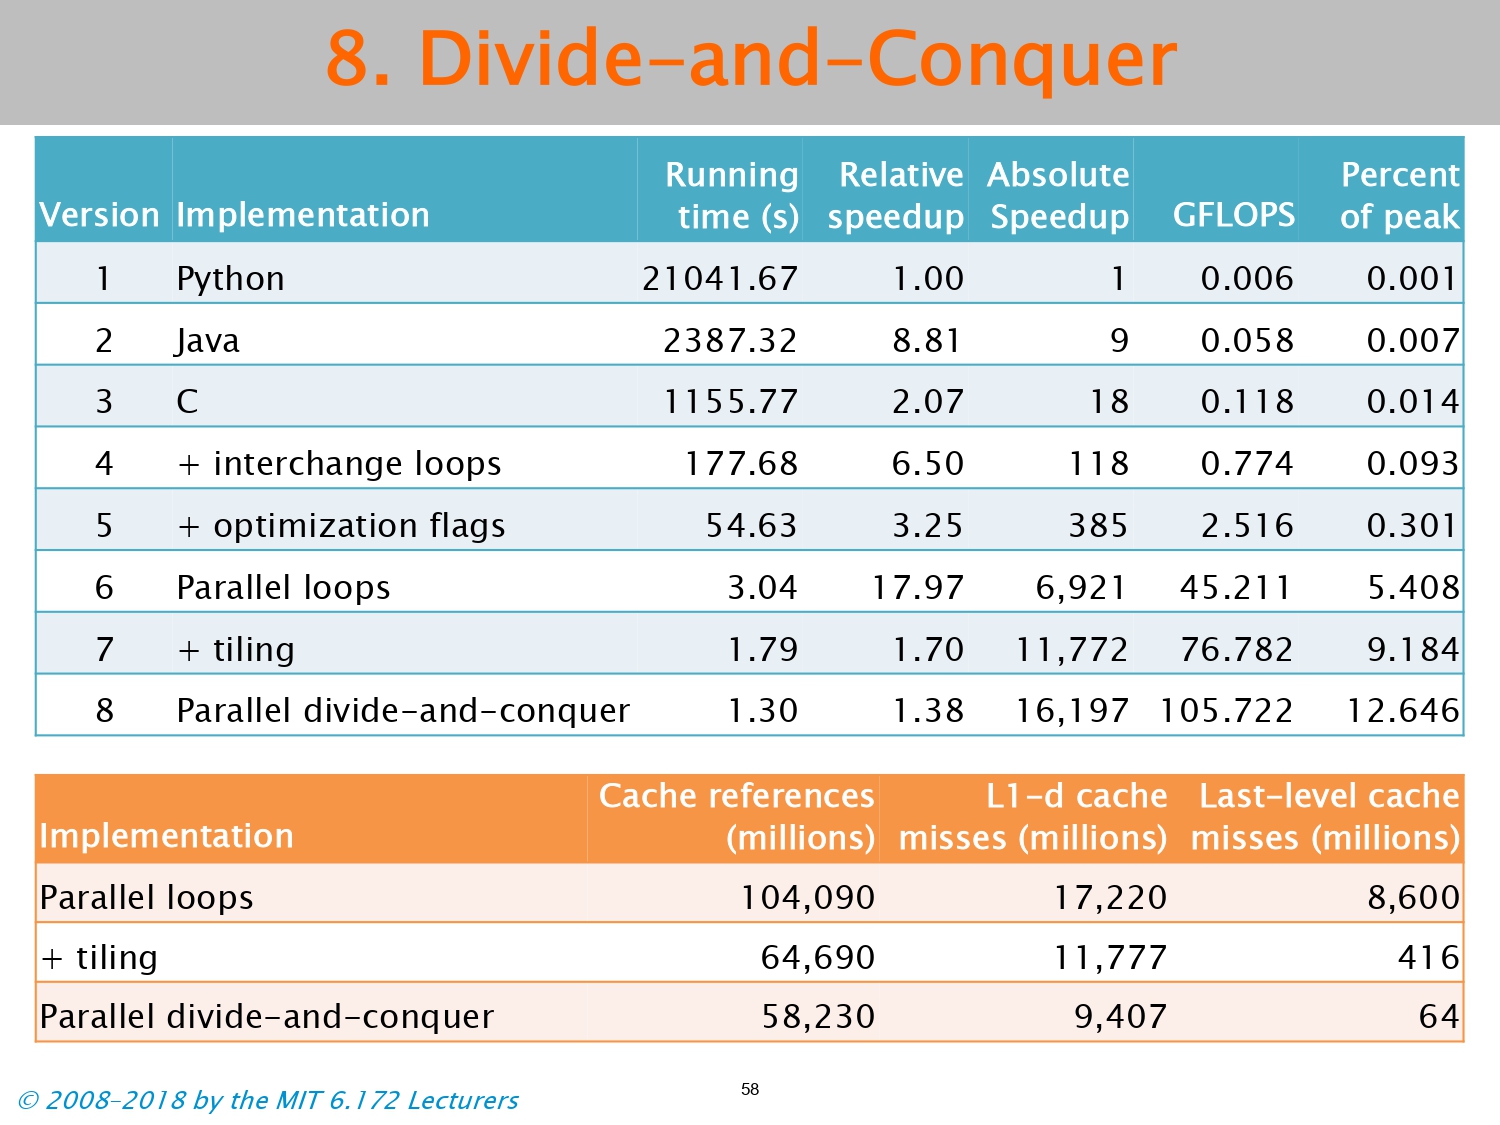 8. Divide-and-Conquer
Version Implementation Running time (s) Relative speedup Absolute Speedup GFLOPS Percent of peak
1 Python 21041.67 1.00 1 0.006 0.001
2 Java 2387.32 8.81 9 0.058 0.007
3 C 1155.77 2.07 18 0.118 0.014
4 + interchange loops 177.68 6.50 118 0.774 0.093
5 + optimization flags 54.63 3.25 385 2.516 0.301
6 Parallel loops 3.04 17.97 6,921 45.211 5.408
7 + tiling 1.79 1.70 11,772 76.782 9.184
8 Parallel divide-and-conquer 1.30 1.38 16,197 105.722 12.646
Implementation Cache references (millions) L1-d cache misses (millions) Last-level cache misses (millions)
Parallel loops 104,090 17,220 8,600
+ tiling 64,690 11,777 416
Parallel divide-and-conquer 58,230 9,407 64
© 2008–2018 by the MIT 6.172 Lecturers
58